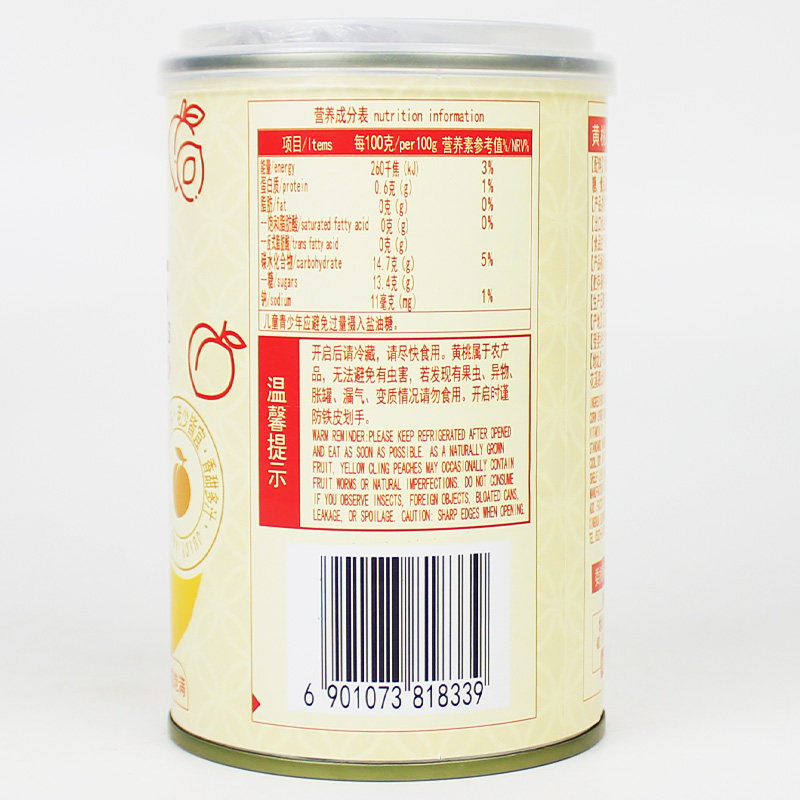 营养成分表 nutrition information
项目/Items 每100克/per100g 营养素参考值%/NRV%
能量/energy 260千焦(kJ) 3%
蛋白质/protein 0.6克(g) 1%
脂肪/fat 0克(g) 0%
—饱和脂肪酸/saturated fatty acid 0克(g) 0%
—反式脂肪酸/trans fatty acid 0克(g)
碳水化合物/carbohydrate 14.7克(g) 5%
—糖/sugars 13.4克(g)
钠/sodium 11毫克(mg) 1%
儿童青少年应避免过量摄入盐油糖。
温馨提示
开启后请冷藏，请尽快食用。黄桃属于农产
品，无法避免有虫害，若发现有果虫、异物、
胀罐、漏气、变质情况请勿食用。开启时谨
防铁皮划手。
WARM REMINDER:PLEASE KEEP REFRIGERATED AFTER OPENED
AND EAT AS SOON AS POSSIBLE. AS A NATURALLY GROWN
FRUIT, YELLOW CLING PEACHES MAY OCCASIONALLY CONTAIN
FRUIT WORMS OR NATURAL IMPERFECTIONS. DO NOT CONSUME
IF YOU OBSERVE INSECTS, FOREIGN OBJECTS, BLOATED CANS,
LEAKAGE, OR SPOILAGE. CAUTION: SHARP EDGES WHEN OPENING.
6 901073 818339
老少皆宜·香甜多汁·
黄桃